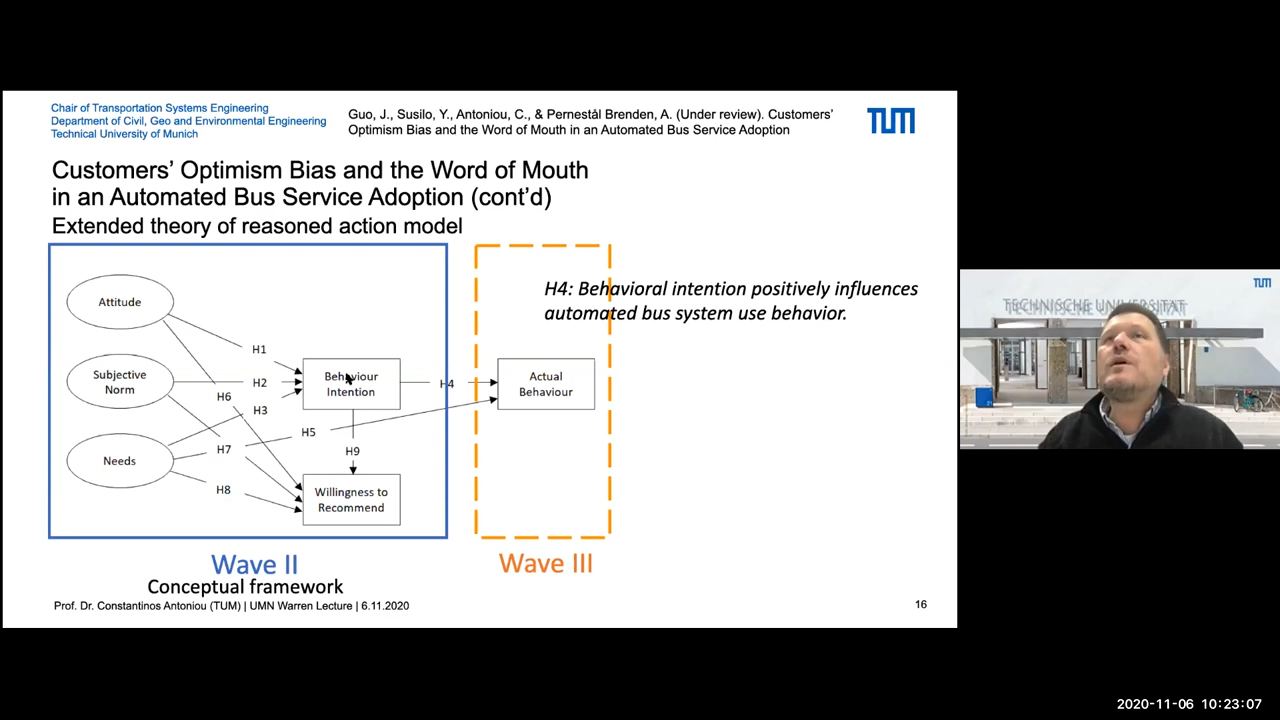 Chair of Transportation Systems Engineering
Department of Civil, Geo and Environmental Engineering
Technical University of Munich
Guo, J., Susilo, Y., Antoniou, C., & Pernestål Brenden, A. (Under review). Customers’
Optimism Bias and the Word of Mouth in an Automated Bus Service Adoption
TUM
Customers’ Optimism Bias and the Word of Mouth
in an Automated Bus Service Adoption (cont’d)
Extended theory of reasoned action model
H4: Behavioral intention positively influences
automated bus system use behavior.
Attitude
Subjective
Norm
Needs
H1
H2
H6
H3
H5
H7
H8
Behaviour
Intention
H9
Willingness to
Recommend
H4
Actual
Behaviour
Wave II
Wave III
Conceptual framework
Prof. Dr. Constantinos Antoniou (TUM) | UMN Warren Lecture | 6.11.2020
16
TUM
TECHNISCHE UNIVERSITÄT
2020-11-06 10:23:07